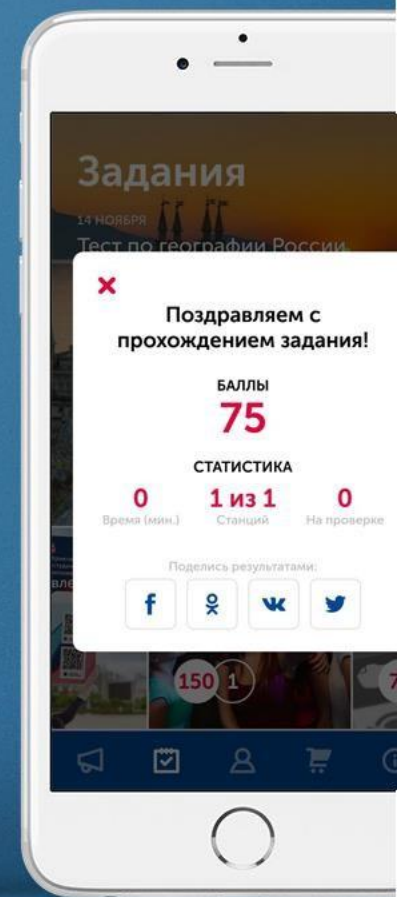 Задания
14 НОЯБРЯ
Тест по географии России.
Поздравляем с
прохождением задания!
БАЛЛЫ
75
СТАТИСТИКА
0 1 из 1 0
Время (мин.) Станций На проверке
Поделись результатами:
150 1
7